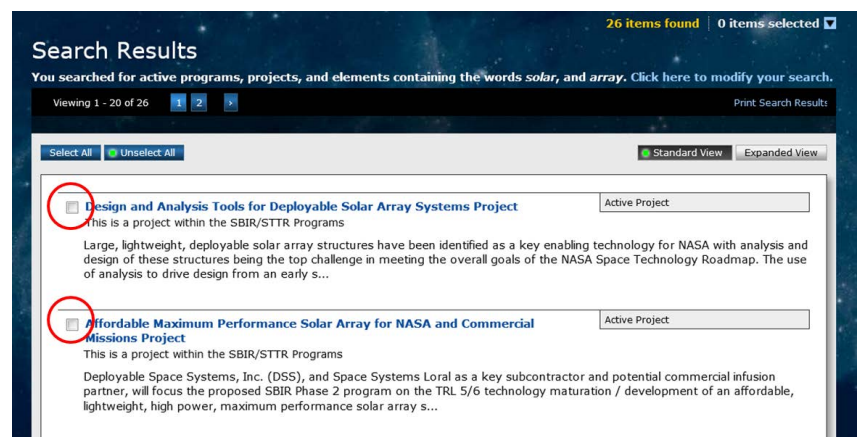 26 items found | 0 items selected
Search Results
You searched for active programs, projects, and elements containing the words solar, and array. Click here to modify your search.
Viewing 1 - 20 of 26 1 2 › Print Search Results
Select All Unselect All Standard View Expanded View
Design and Analysis Tools for Deployable Solar Array Systems Project Active Project
This is a project within the SBIR/STTR Programs
Large, lightweight, deployable solar array structures have been identified as a key enabling technology for NASA with analysis and
design of these structures being the top challenge in meeting the overall goals of the NASA Space Technology Roadmap. The use
of analysis to drive design from an early s...
Affordable Maximum Performance Solar Array for NASA and Commercial Active Project
Missions Project
This is a project within the SBIR/STTR Programs
Deployable Space Systems, Inc. (DSS), and Space Systems Loral as a key subcontractor and potential commercial infusion
partner, will focus the proposed SBIR Phase 2 program on the TRL 5/6 technology maturation / development of an affordable,
lightweight, high power, maximum performance solar array s...